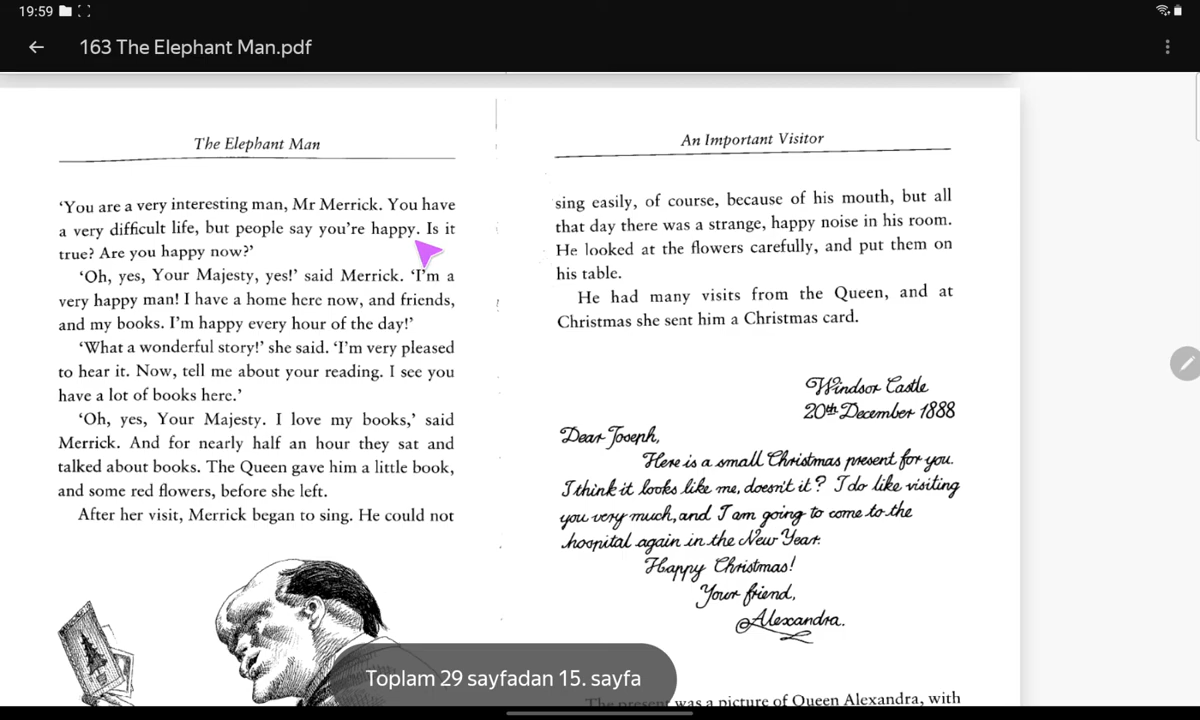 19:59
163 The Elephant Man.pdf
The Elephant Man
‘You are a very interesting man, Mr Merrick. You have
a very difficult life, but people say you’re happy. Is it
true? Are you happy now?’
‘Oh, yes, Your Majesty, yes!’ said Merrick. ‘I’m a
very happy man! I have a home here now, and friends,
and my books. I’m happy every hour of the day!’
‘What a wonderful story!’ she said. ‘I’m very pleased
to hear it. Now, tell me about your reading. I see you
have a lot of books here.’
‘Oh, yes, Your Majesty. I love my books,’ said
Merrick. And for nearly half an hour they sat and
talked about books. The Queen gave him a little book,
and some red flowers, before she left.
After her visit, Merrick began to sing. He could not
An Important Visitor
sing easily, of course, because of his mouth, but all
that day there was a strange, happy noise in his room.
He looked at the flowers carefully, and put them on
his table.
He had many visits from the Queen, and at
Christmas she sent him a Christmas card.
Windsor Castle
20th December 1888
Dear Joseph,
Here is a small Christmas present for you.
I think it looks like me, doesn't it? I do like visiting
you very much, and I am going to come to the
hospital again in the New Year.
Happy Christmas!
Your friend,
Alexandra.
The present was a picture of Queen Alexandra, with
Toplam 29 sayfadan 15. sayfa